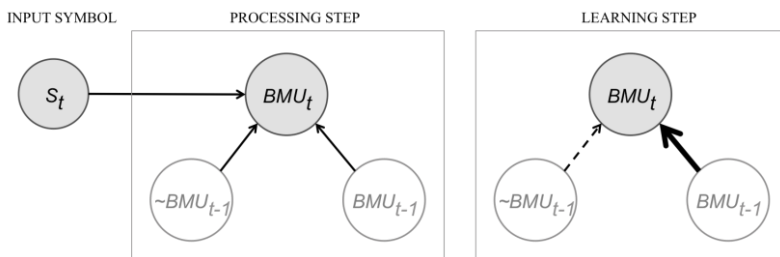 INPUT SYMBOL
PROCESSING STEP
LEARNING STEP
St
BMUt
~BMUt-1
BMUt-1
BMUt
~BMUt-1
BMUt-1